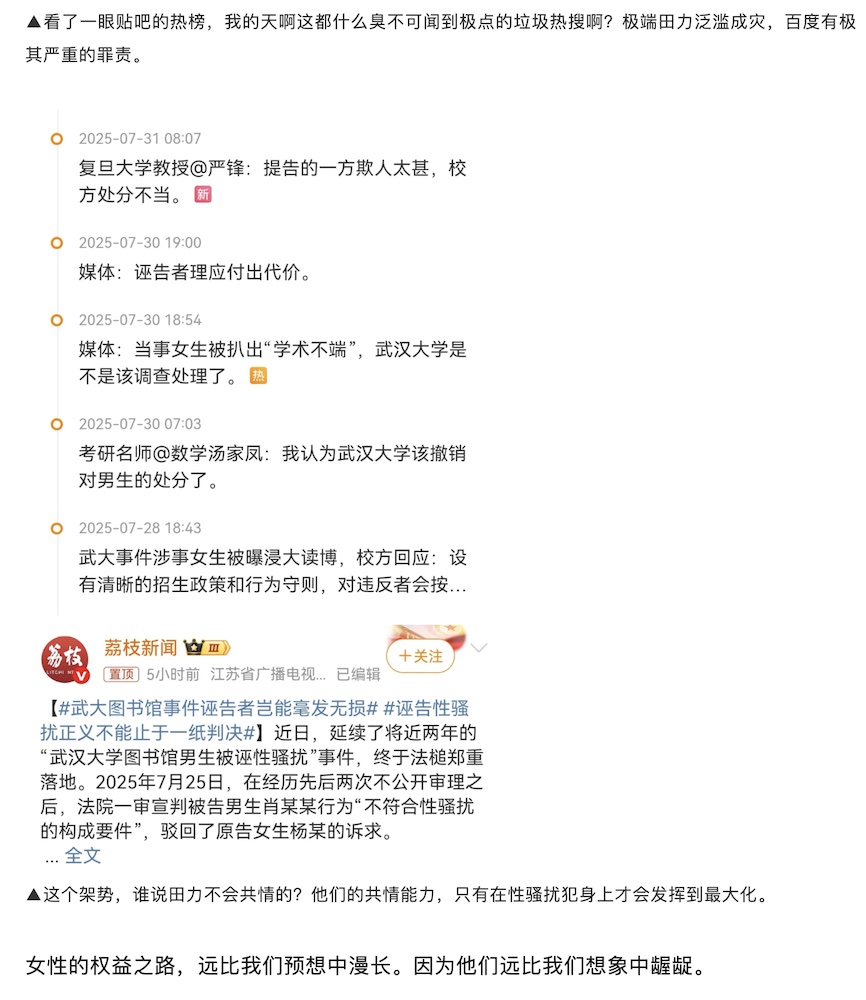 ▲看了一眼贴吧的热榜，我的天啊这都什么臭不可闻到极点的垃圾热搜啊？极端田力泛滥成灾，百度有极
其严重的罪责。
2025-07-31 08:07
复旦大学教授@严锋：提告的一方欺人太甚，校
方处分不当。 新
2025-07-30 19:00
媒体：诬告者理应付出代价。
2025-07-30 18:54
媒体：当事女生被扒出“学术不端”，武汉大学是
不是该调查处理了。 热
2025-07-30 07:03
考研名师@数学汤家凤：我认为武汉大学该撤销
对男生的处分了。
2025-07-28 18:43
武大事件涉事女生被曝浸大读博，校方回应：设
有清晰的招生政策和行为守则，对违反者会按...
荔枝
LITCHI NEWS
荔枝新闻 III
+关注
置顶 5小时前 江苏省广播电视... 已编辑
【#武大图书馆事件诬告者岂能毫发无损# #诬告性骚
扰正义不能止于一纸判决#】近日，延续了将近两年的
“武汉大学图书馆男生被诬性骚扰”事件，终于法槌郑重
落地。2025年7月25日，在经历先后两次不公开审理之
后，法院一审宣判被告男生肖某某行为“不符合性骚扰
的构成要件”，驳回了原告女生杨某的诉求。
... 全文
▲这个架势，谁说田力不会共情的？他们的共情能力，只有在性骚扰犯身上才会发挥到最大化。
女性的权益之路，远比我们预想中漫长。因为他们远比我们想象中龌龊。